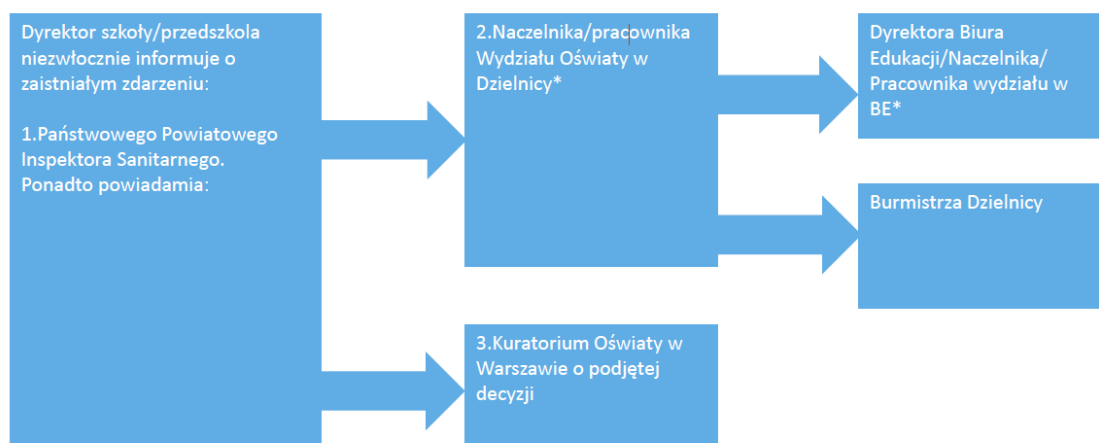 Dyrektor szkoły/przedszkola
niezwłocznie informuje o
zaistniałym zdarzeniu:
1.Państwowego Powiatowego
Inspektora Sanitarnego.
Ponadto powiadamia:
2.Naczelnika/pracownika
Wydziału Oświaty w
Dzielnicy*
Dyrektora Biura
Edukacji/Naczelnika/
Pracownika wydziału w
BE*
Burmistrza Dzielnicy
3.Kuratorium Oświaty w
Warszawie o podjętej
decyzji